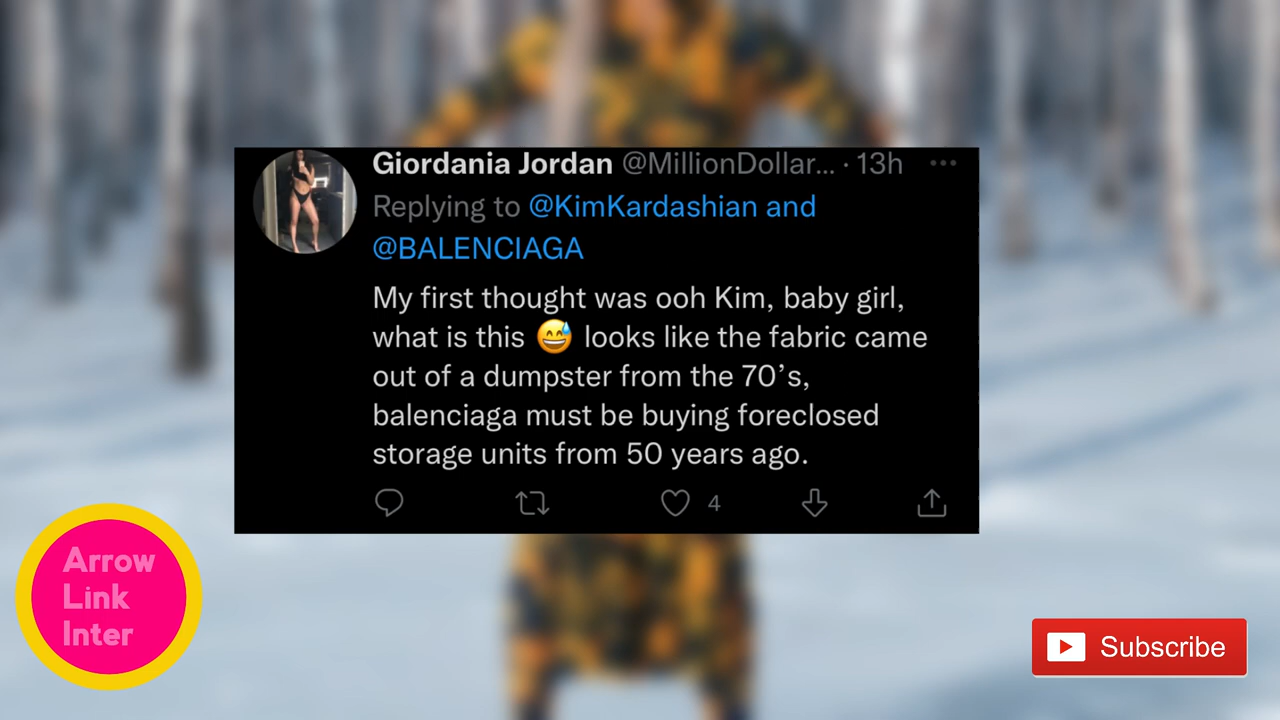 Giordania Jordan @MillionDollar... · 13h
Replying to @KimKardashian and
@BALENCIAGA
My first thought was ooh Kim, baby girl,
what is this 😅 looks like the fabric came
out of a dumpster from the 70's,
balenciaga must be buying foreclosed
storage units from 50 years ago.
4
Arrow
Link
Inter
Subscribe